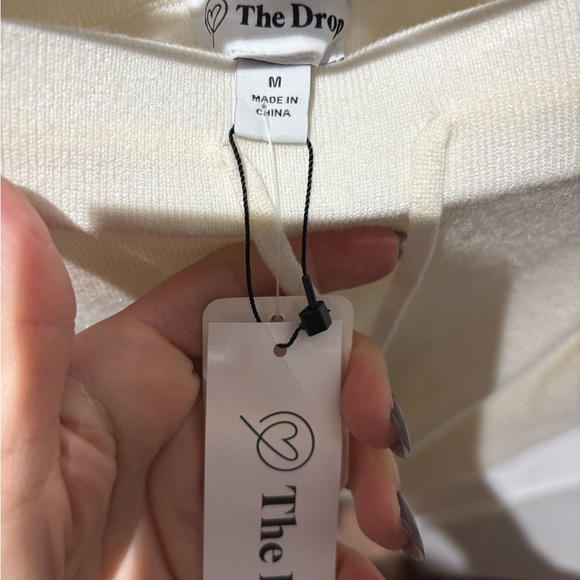 The Drop
M
MADE IN
CHINA
The